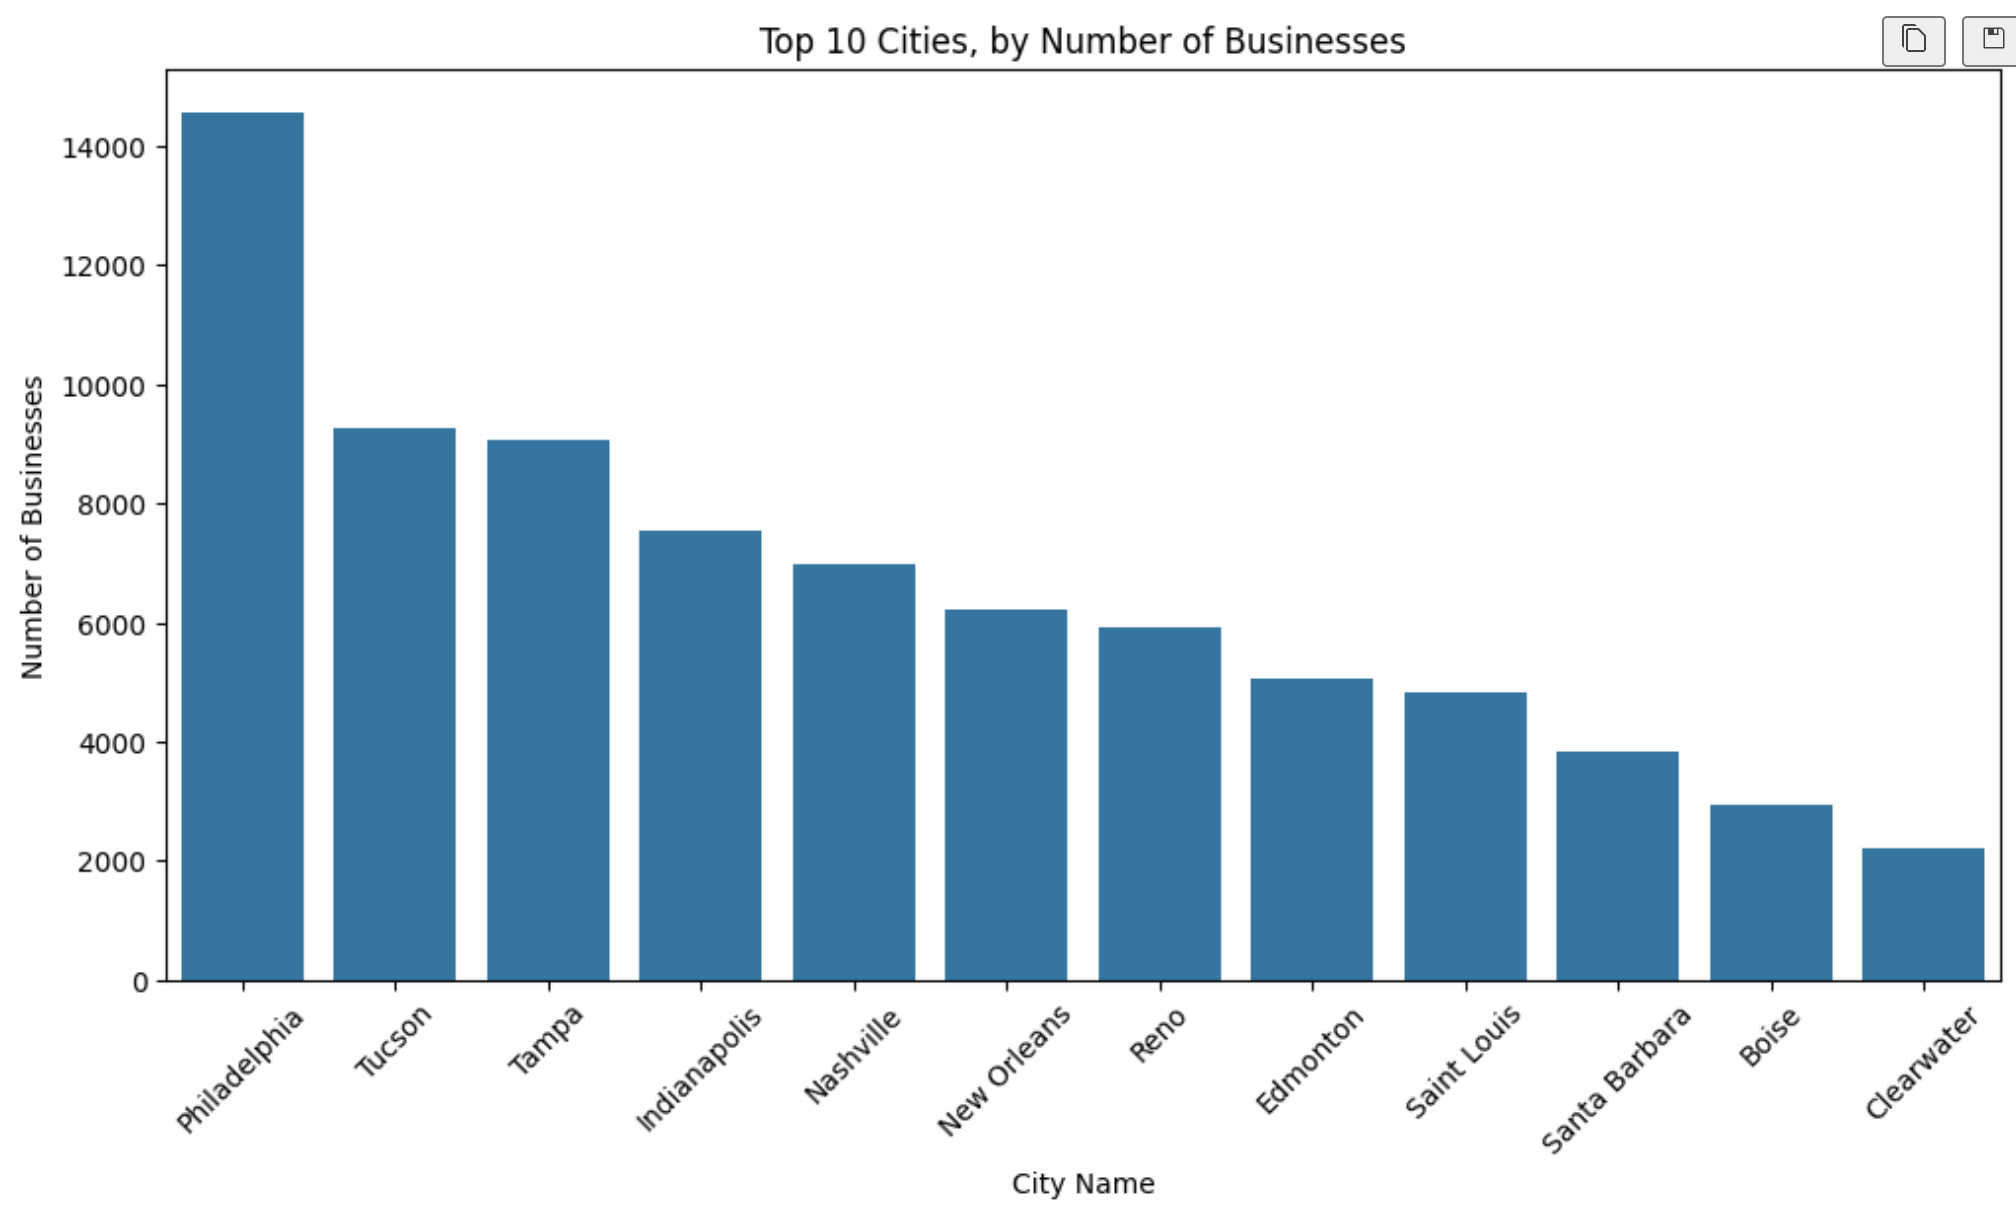 Top 10 Cities, by Number of Businesses
Number of Businesses
14000
12000
10000
8000
6000
4000
2000
0
Philadelphia
Tucson
Tampa
Indianapolis
Nashville
New Orleans
Reno
Edmonton
Saint Louis
Santa Barbara
Boise
Clearwater
City Name